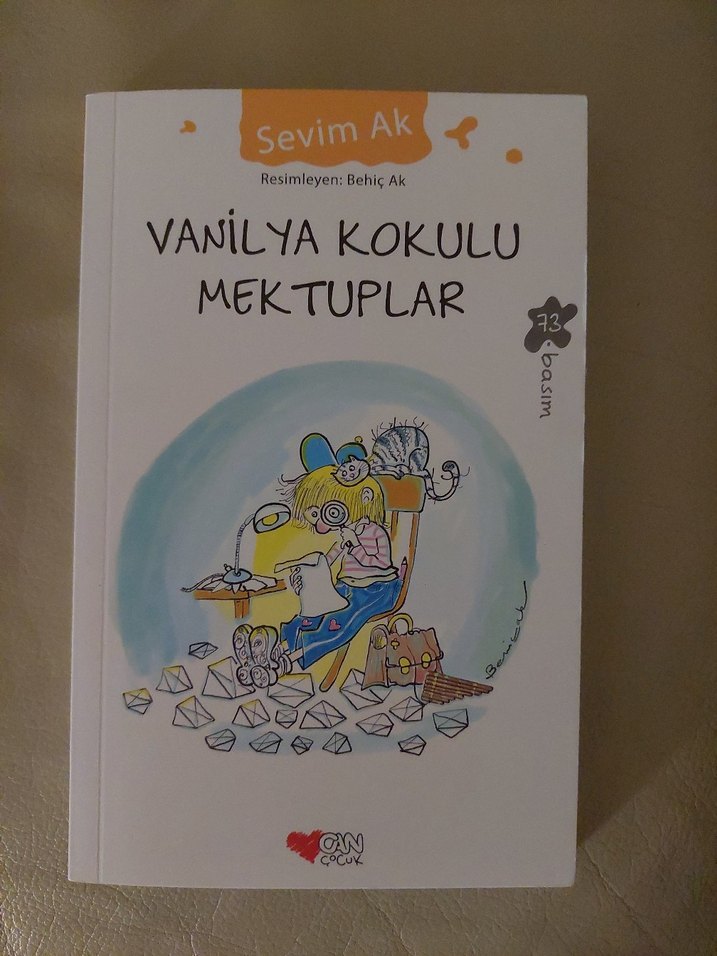 Sevim Ak
Resimleyen: Behiç Ak
VANİLYA KOKULU
MEKTUPLAR
73.
basım
CAN
ÇOCUK